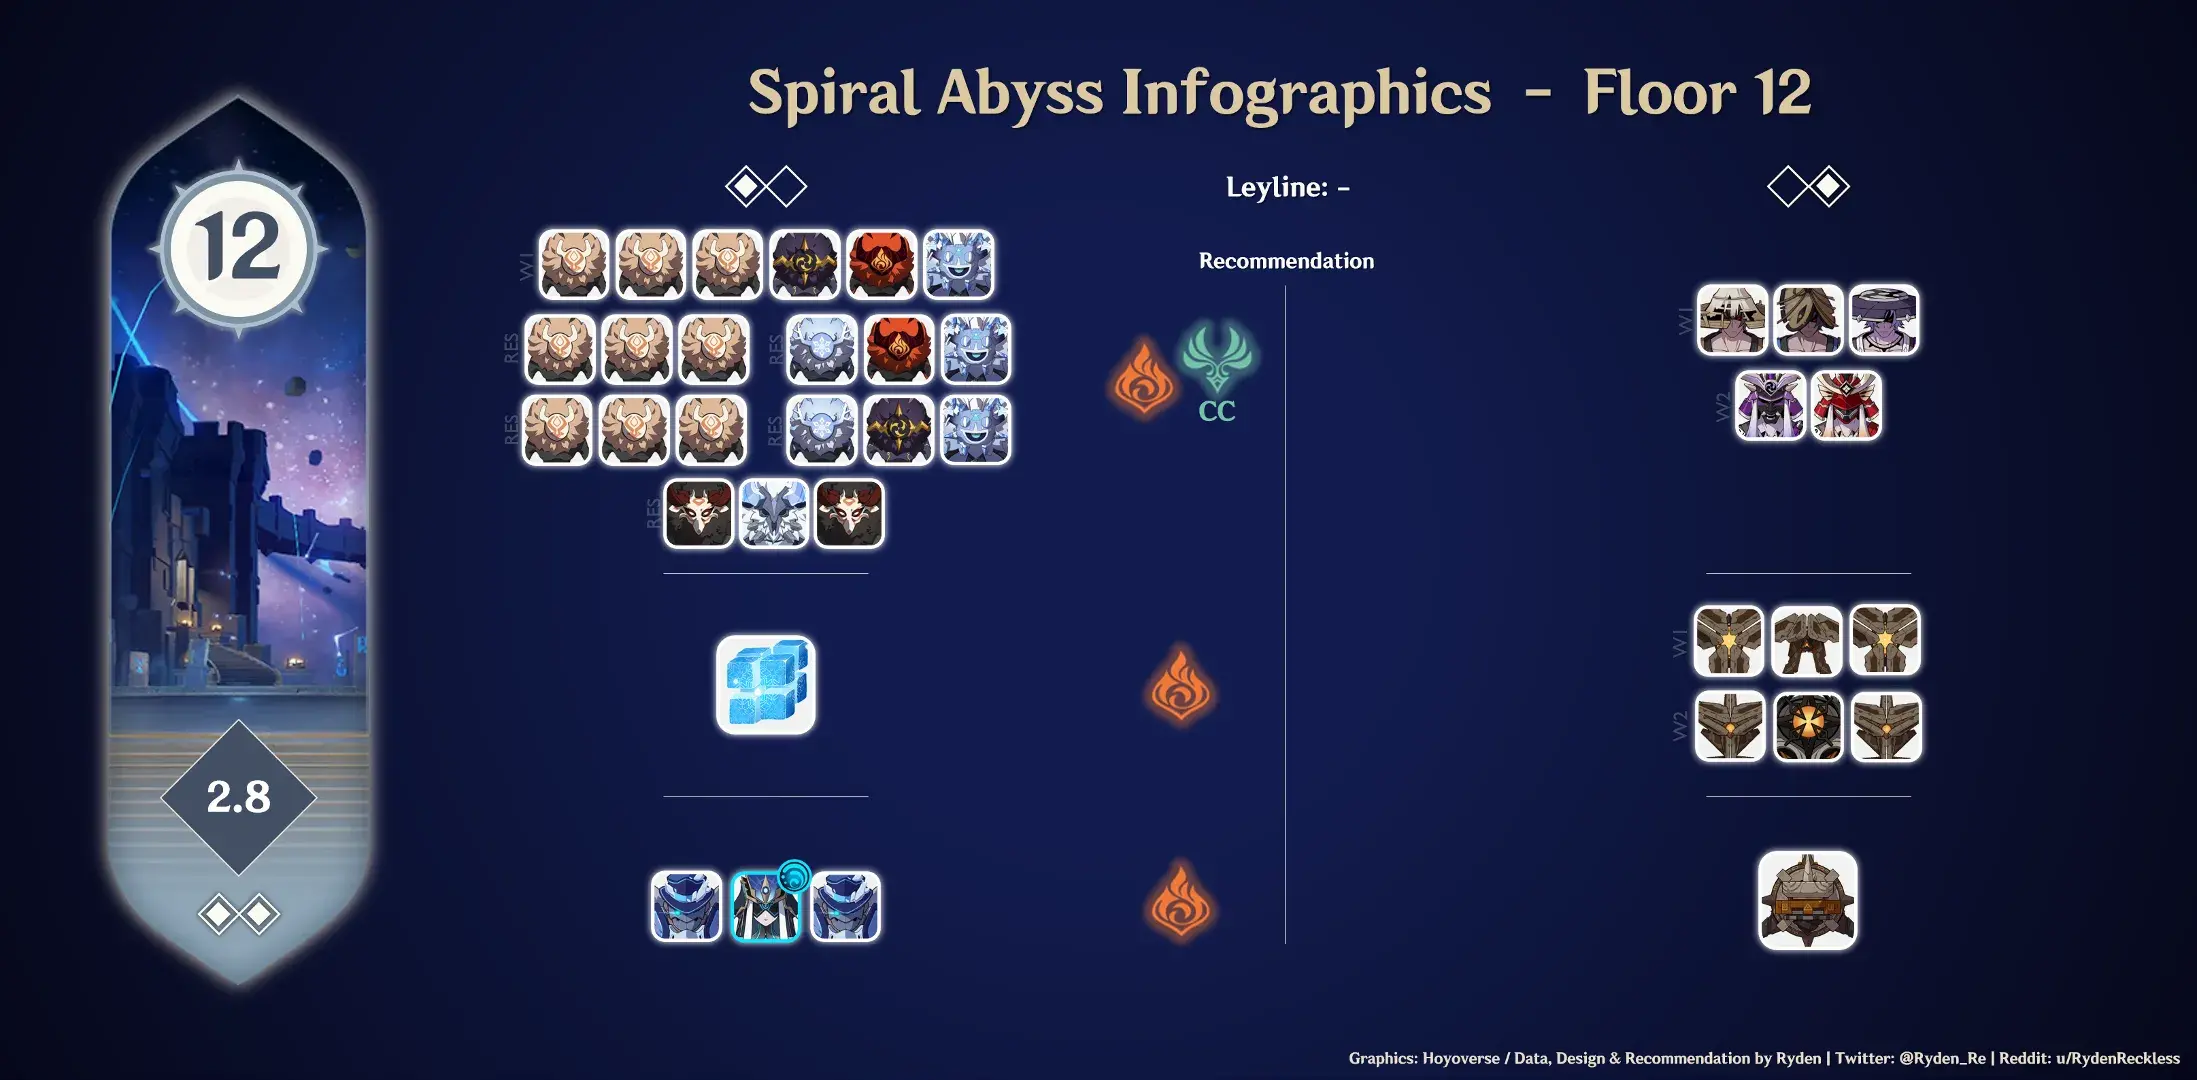 Spiral Abyss Infographics - Floor 12
12
Leyline: -
W1
Recommendation
W1
RES
RES
CC
W2
RES
RES
RES
W1
W2
2.8
Graphics: Hoyoverse / Data, Design & Recommendation by Ryden | Twitter: @Ryden_Re | Reddit: u/RydenReckless